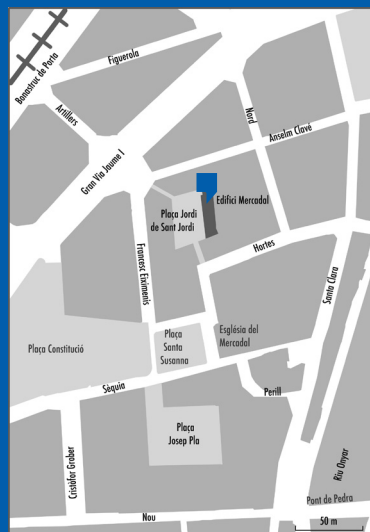 Bonastruc de Porta
Figuerola
Artillers
Gran Via Jaume I
Nord
Anselm Clavé
Edifici Mercadal
Plaça Jordi
de Sant Jordi
Francesc Eiximenis
Hortes
Santa Clara
Plaça Constitució
Plaça
Santa
Susanna
Església del
Mercadal
Sèquia
Perill
Plaça
Josep Pla
Cristòfor Grober
Riu Onyar
Pont de Pedra
Nou
50 m